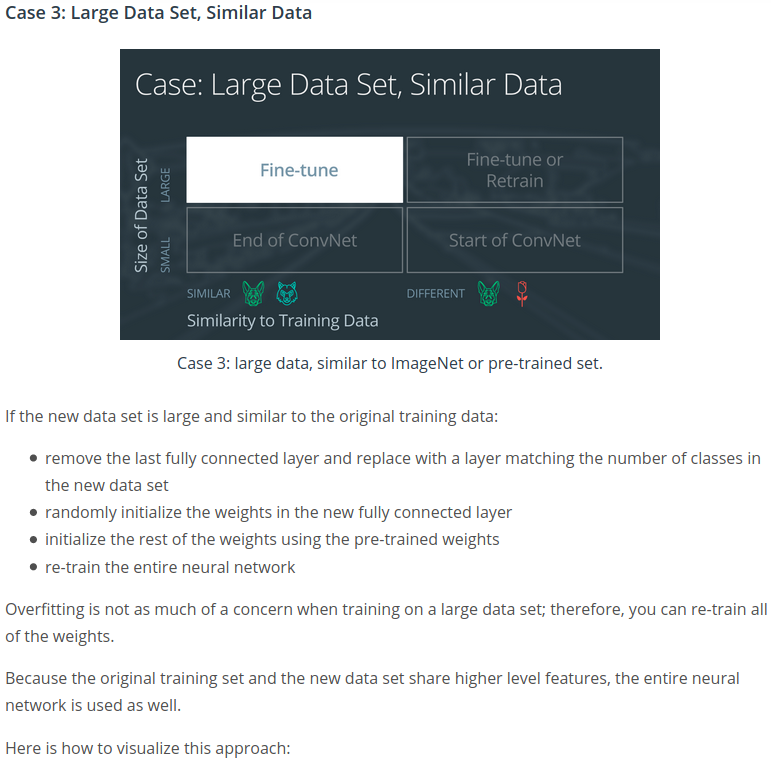 Case 3: Large Data Set, Similar Data
Case: Large Data Set, Similar Data
Size of Data Set
LARGE
SMALL
Fine-tune
Fine-tune or
Retrain
End of ConvNet
Start of ConvNet
SIMILAR
DIFFERENT
Similarity to Training Data
Case 3: large data, similar to ImageNet or pre-trained set.
If the new data set is large and similar to the original training data:
● remove the last fully connected layer and replace with a layer matching the number of classes in
the new data set
● randomly initialize the weights in the new fully connected layer
● initialize the rest of the weights using the pre-trained weights
● re-train the entire neural network
Overfitting is not as much of a concern when training on a large data set; therefore, you can re-train all
of the weights.
Because the original training set and the new data set share higher level features, the entire neural
network is used as well.
Here is how to visualize this approach: